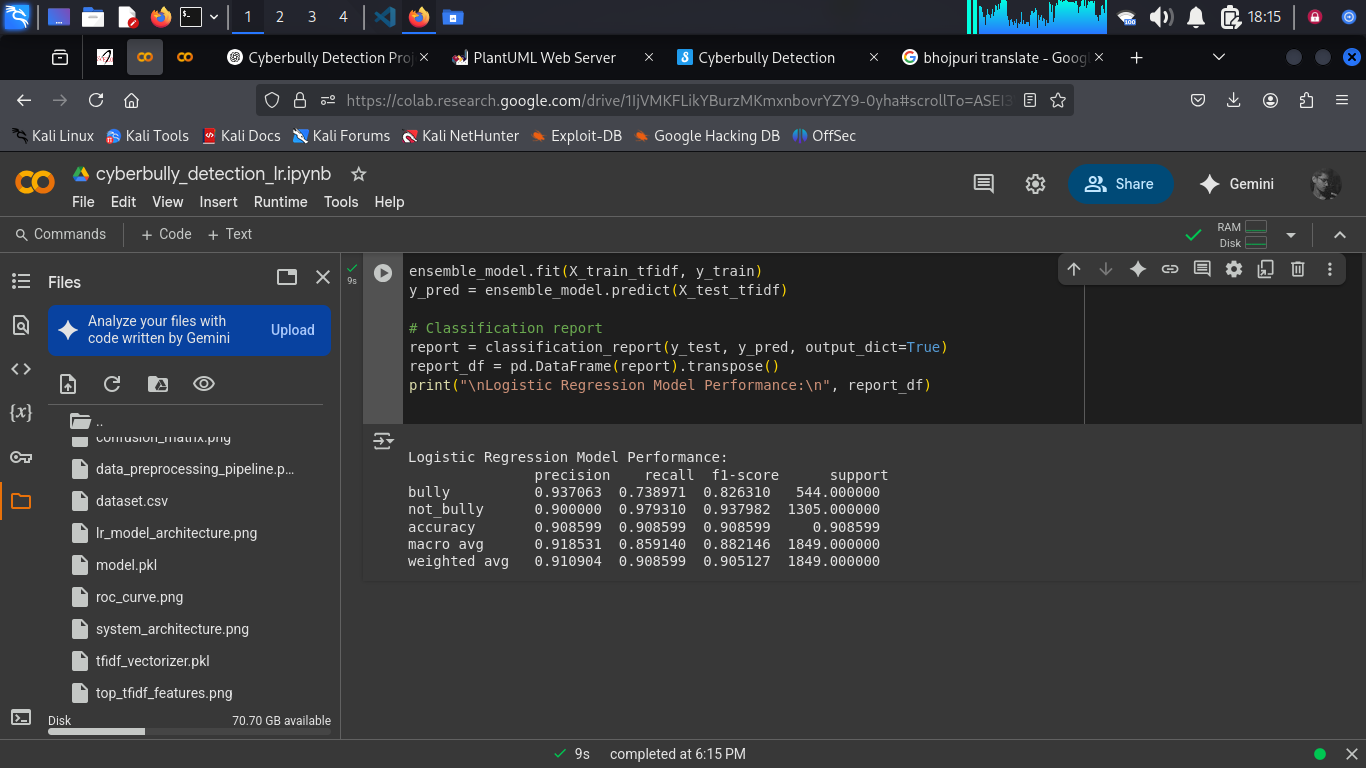 1 2 3 4 18:15
Cyberbully Detection Pro PlantUML Web Server Cyberbully Detection bhojpuri translate - Goog
https://colab.research.google.com/drive/1IjVMKFLikYBurzMKmxnbovrYZY9-0yha#scrollTo=ASEI3
Kali Linux Kali Tools Kali Docs Kali Forums Kali NetHunter Exploit-DB Google Hacking DB OffSec
cyberbully_detection_lr.ipynb
File Edit View Insert Runtime Tools Help
Share Gemini
Commands + Code + Text
RAM
Disk
Files
Analyze your files with
code written by Gemini
Upload
..
confusion_matrix.png
data_preprocessing_pipeline.p...
dataset.csv
lr_model_architecture.png
model.pkl
roc_curve.png
system_architecture.png
tfidf_vectorizer.pkl
top_tfidf_features.png
Disk 70.70 GB available
9s
ensemble_model.fit(X_train_tfidf, y_train)
y_pred = ensemble_model.predict(X_test_tfidf)
# Classification report
report = classification_report(y_test, y_pred, output_dict=True)
report_df = pd.DataFrame(report).transpose()
print("\nLogistic Regression Model Performance:\n", report_df)
Logistic Regression Model Performance:
precision recall f1-score support
bully 0.937063 0.738971 0.826310 544.000000
not_bully 0.900000 0.979310 0.937982 1305.000000
accuracy 0.908599 0.908599 0.908599 0.908599
macro avg 0.918531 0.859140 0.882146 1849.000000
weighted avg 0.910904 0.908599 0.905127 1849.000000
9s completed at 6:15 PM